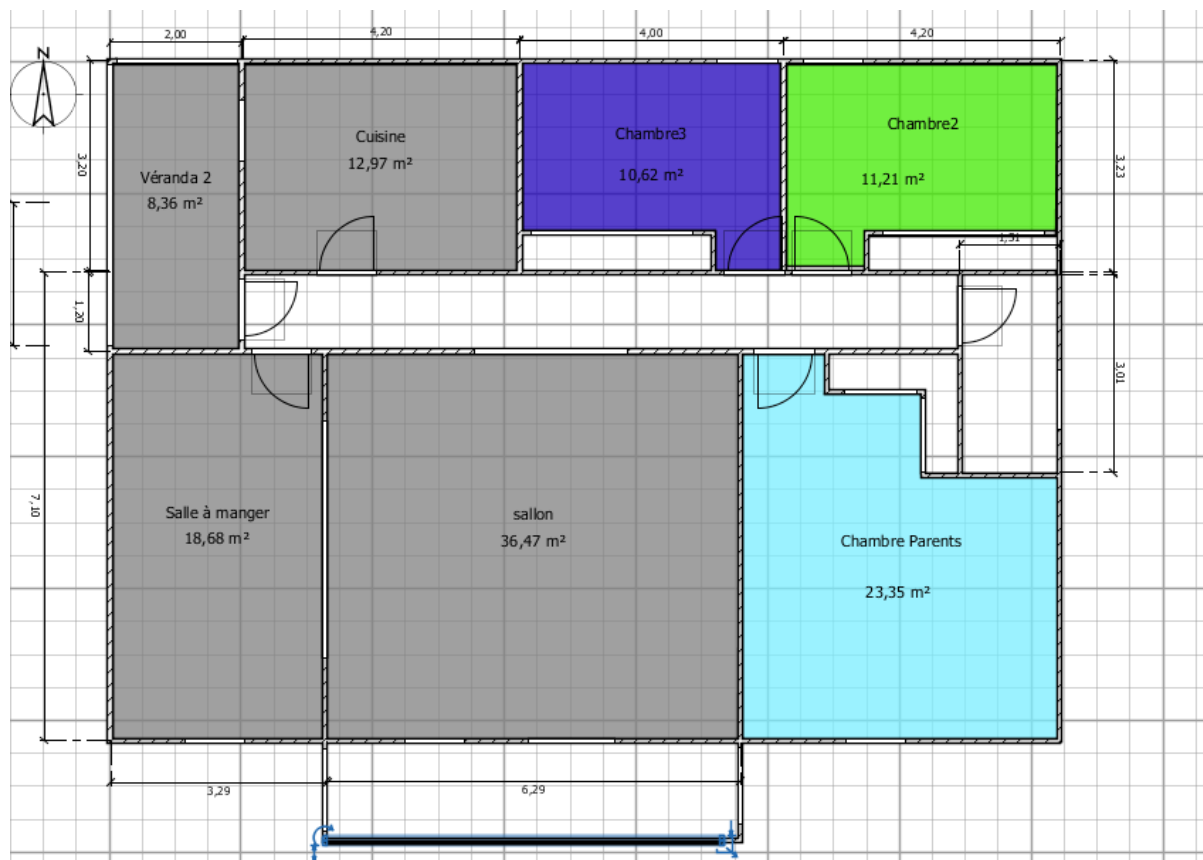 2,00
4,20
4,00
4,20
N
3,20
Cuisine
12,97 m²
Chambre3
10,62 m²
Chambre2
11,21 m²
3,23
Véranda 2
8,36 m²
1,51
1,20
3,01
7,10
Salle à manger
18,68 m²
sallon
36,47 m²
Chambre Parents
23,35 m²
3,29
6,29